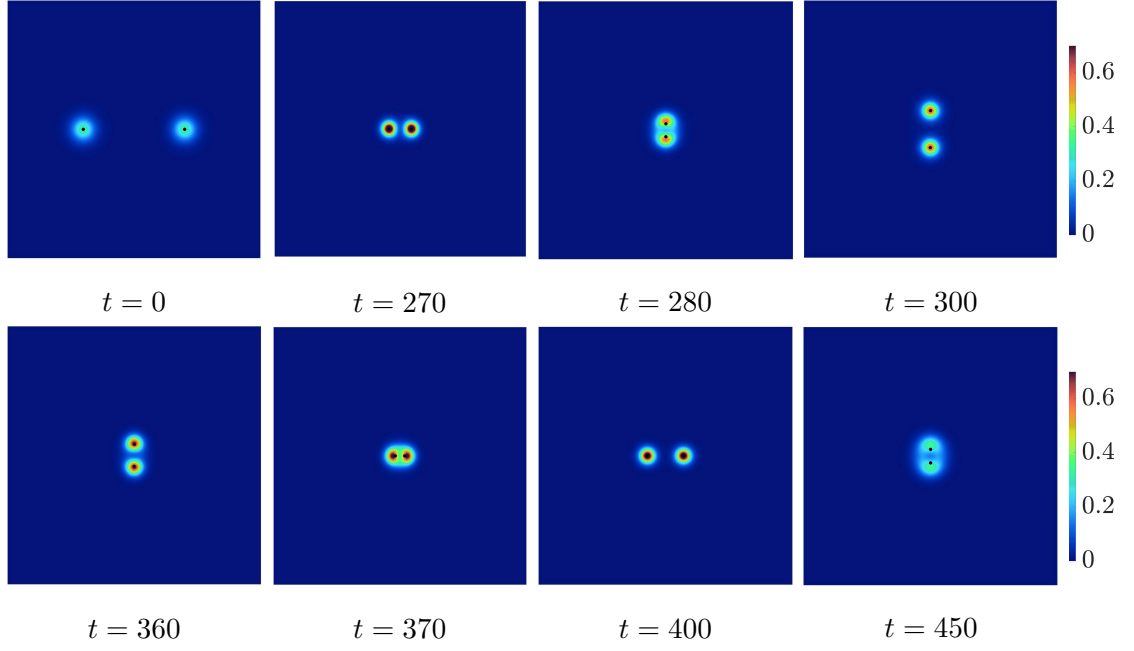 0.6
0.4
0.2
0
t = 0
t = 270
t = 280
t = 300
0.6
0.4
0.2
0
t = 360
t = 370
t = 400
t = 450